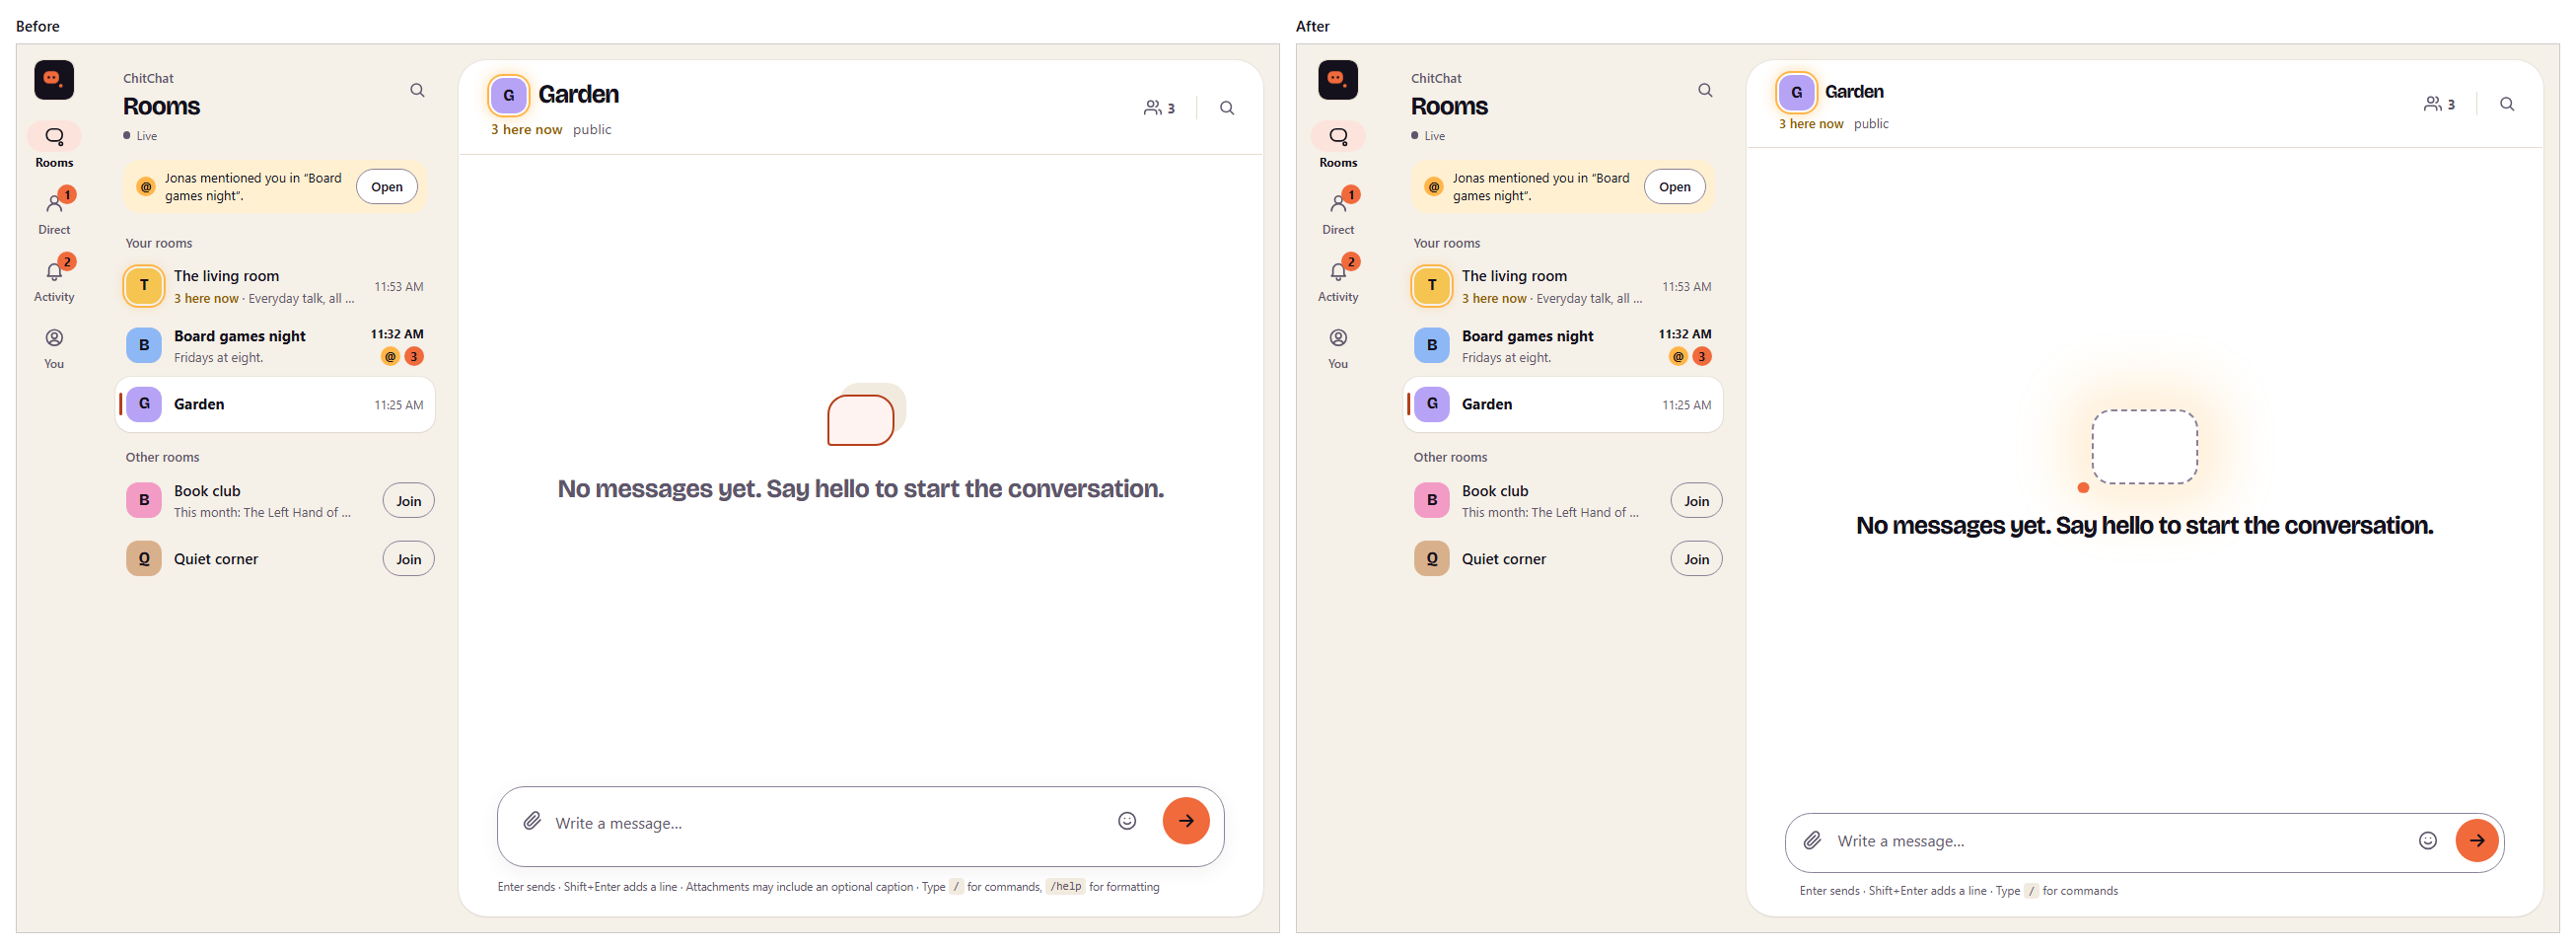 Before
ChitChat
Rooms
Live
Rooms
1
Direct
2
Activity
You
@ Jonas mentioned you in “Board
games night”.
Open
Your rooms
T The living room 11:53 AM
3 here now · Everyday talk, all ...
B Board games night 11:32 AM
Fridays at eight. @ 3
G Garden 11:25 AM
Other rooms
B Book club Join
This month: The Left Hand of ...
Q Quiet corner Join
G Garden
3 here now public
3
No messages yet. Say hello to start the conversation.
Write a message...
Enter sends · Shift+Enter adds a line · Attachments may include an optional caption · Type / for commands, /help for formatting
After
ChitChat
Rooms
Live
Rooms
1
Direct
2
Activity
You
@ Jonas mentioned you in “Board
games night”.
Open
Your rooms
T The living room 11:53 AM
3 here now · Everyday talk, all ...
B Board games night 11:32 AM
Fridays at eight. @ 3
G Garden 11:25 AM
Other rooms
B Book club Join
This month: The Left Hand of ...
Q Quiet corner Join
G Garden
3 here now public
3
No messages yet. Say hello to start the conversation.
Write a message...
Enter sends · Shift+Enter adds a line · Type / for commands